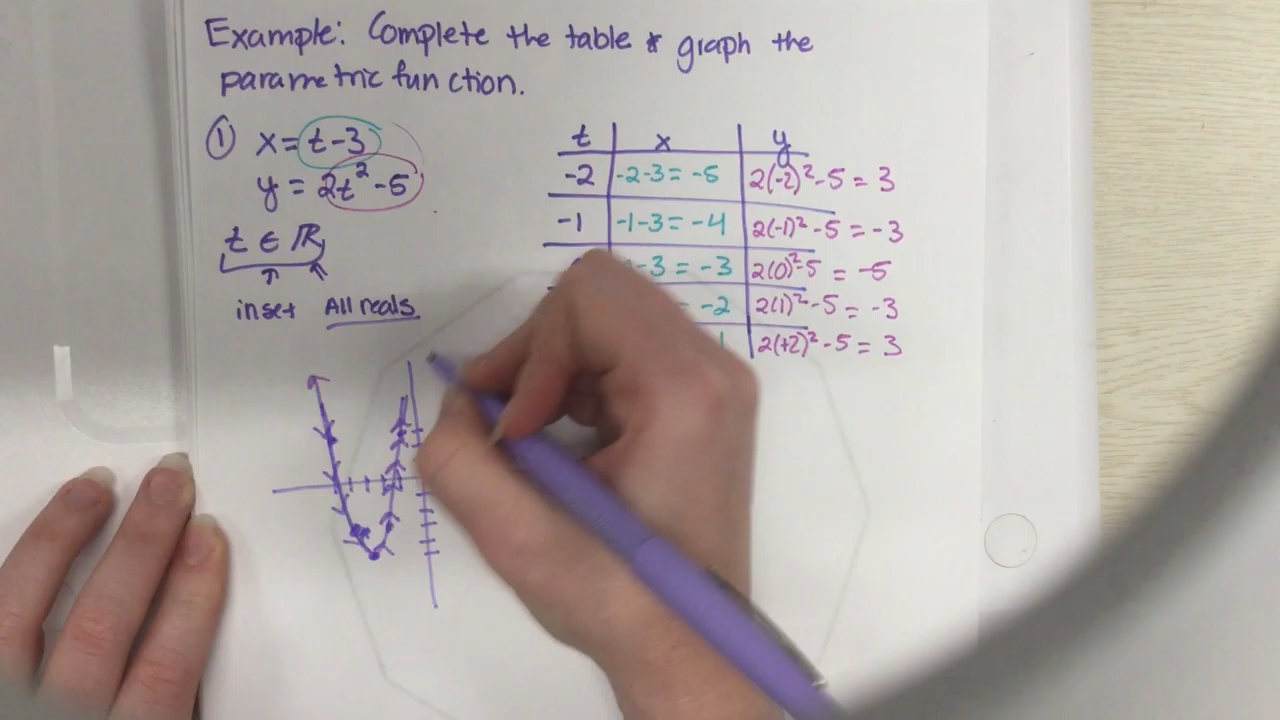 Example: Complete the table & graph the
parametric function.
① x = t - 3
y = 2t² - 5
t ∈ ℝ
in set All reals
t x y
-2 -2-3 = -5 2(-2)² - 5 = 3
-1 -1-3 = -4 2(-1)² - 5 = -3
-3 = -3 2(0)² - 5 = -5
= -2 2(1)² - 5 = -3
2(+2)² - 5 = 3